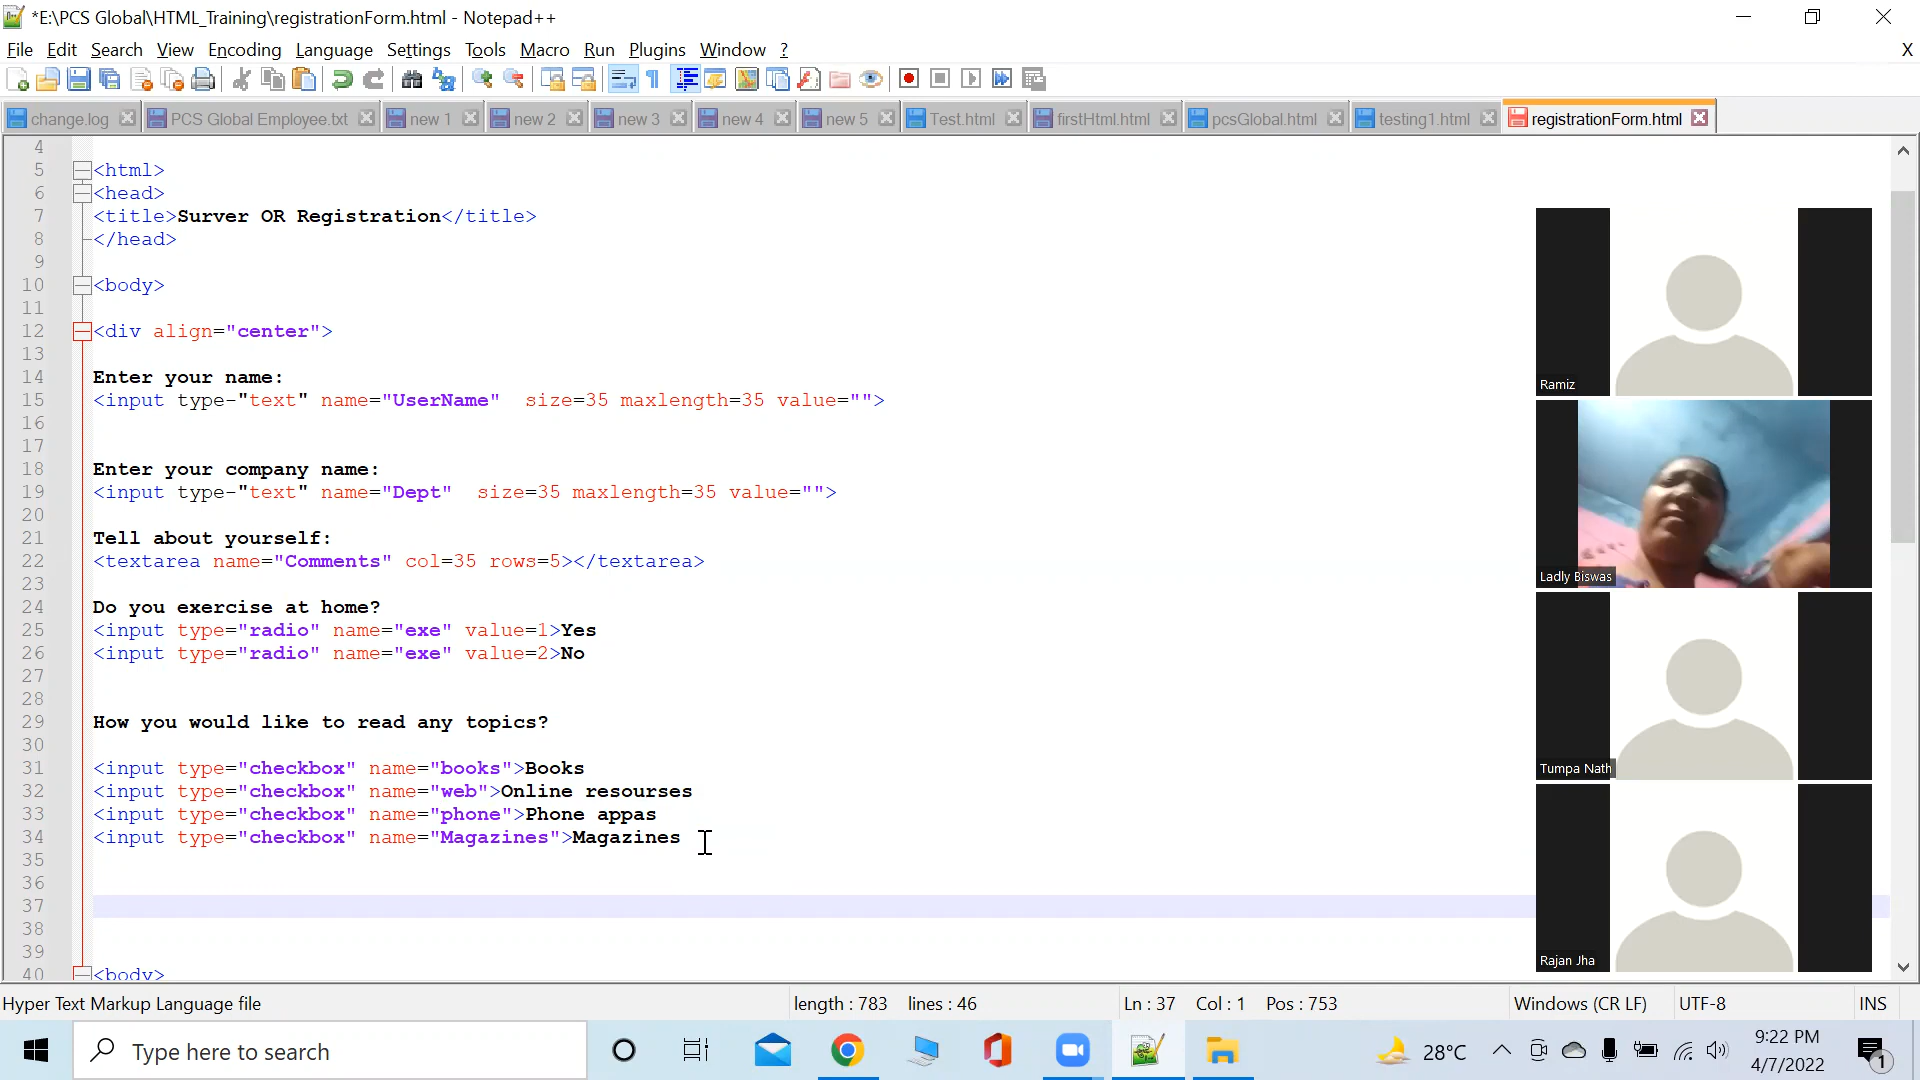 *E:\PCS Global\HTML_Training\registrationForm.html - Notepad++
File Edit Search View Encoding Language Settings Tools Macro Run Plugins Window ? X
change.log PCS Global Employee.txt new 1 new 2 new 3 new 4 new 5 Test.html firstHtml.html pcsGlobal.html testing1.html registrationForm.html
4
5 <html>
6 <head>
7 <title>Surver OR Registration</title>
8 </head>
9
10 <body>
11
12 <div align="center">
13
14 Enter your name:
15 <input type-"text" name="UserName"  size=35 maxlength=35 value="">
16
17
18 Enter your company name:
19 <input type-"text" name="Dept"  size=35 maxlength=35 value="">
20
21 Tell about yourself:
22 <textarea name="Comments" col=35 rows=5></textarea>
23
24 Do you exercise at home?
25 <input type="radio" name="exe" value=1>Yes
26 <input type="radio" name="exe" value=2>No
27
28
29 How you would like to read any topics?
30
31 <input type="checkbox" name="books">Books
32 <input type="checkbox" name="web">Online resourses
33 <input type="checkbox" name="phone">Phone appas
34 <input type="checkbox" name="Magazines">Magazines
35
36
37
38
39
40 <body>
Ramiz
Ladly Biswas
Tumpa Nath
Rajan Jha
Hyper Text Markup Language file length : 783 lines : 46 Ln : 37 Col : 1 Pos : 753 Windows (CR LF) UTF-8 INS
Type here to search 28°C 9:22 PM
4/7/2022 1